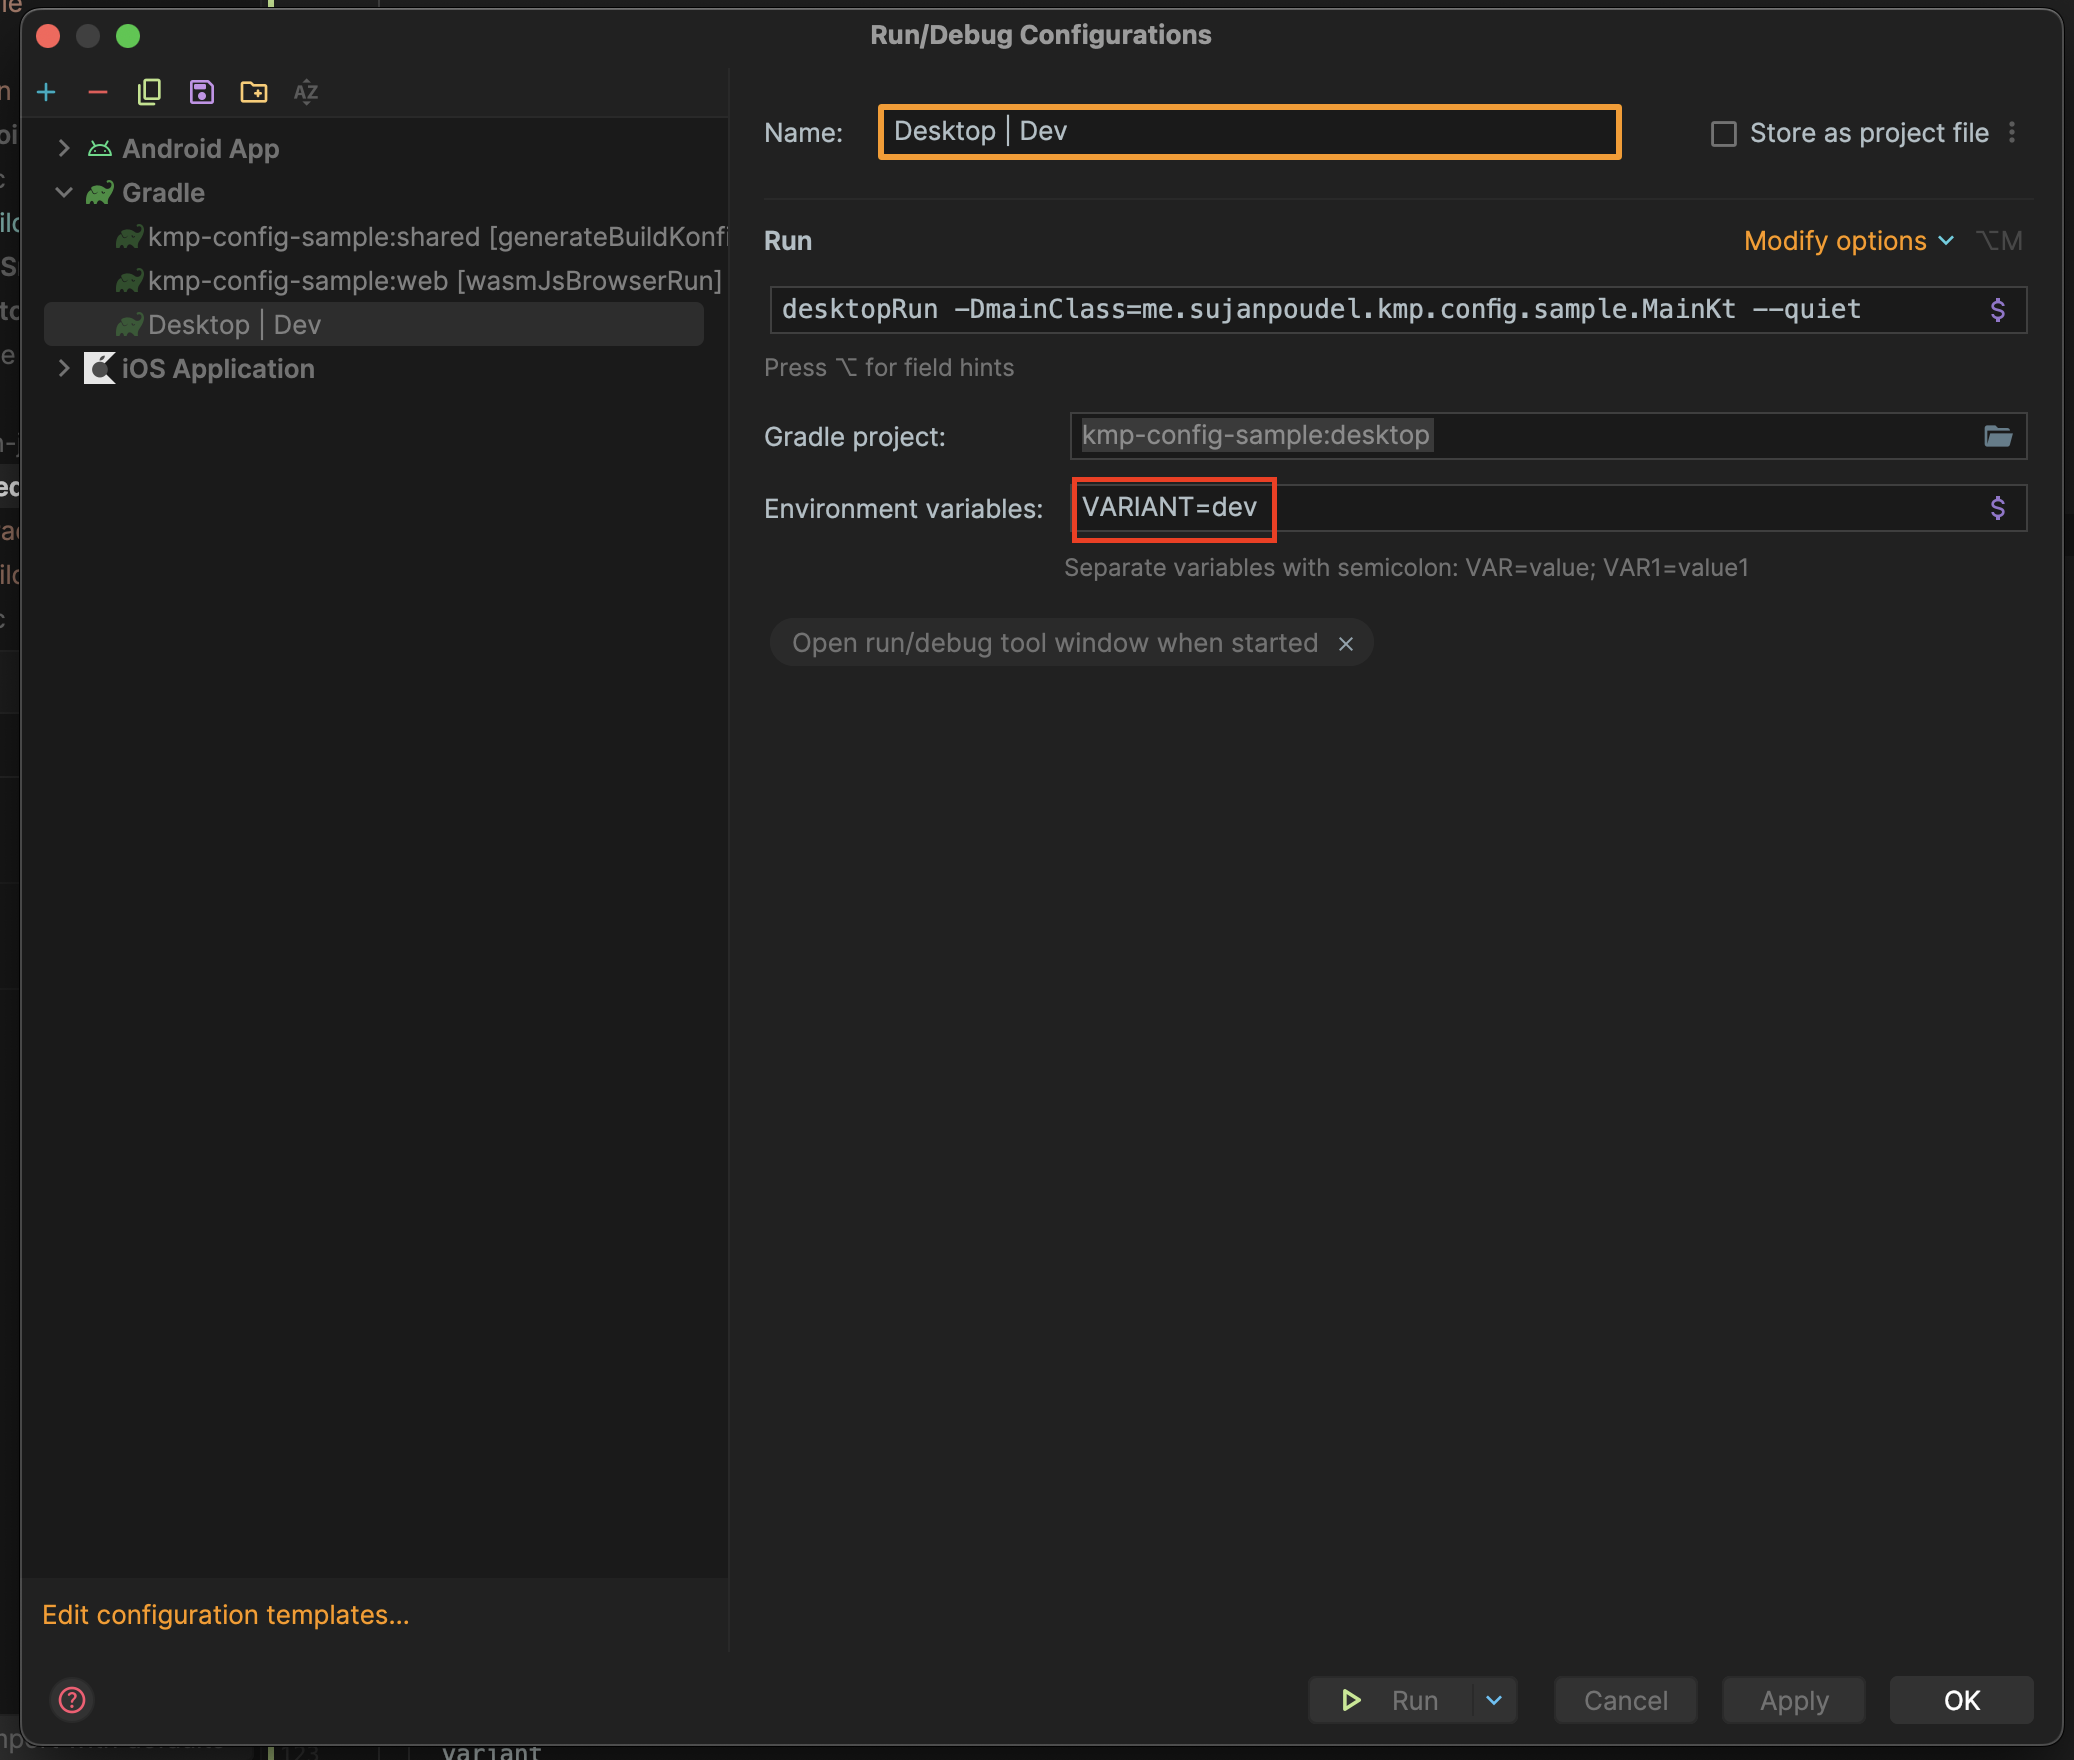 Run/Debug Configurations
AZ
Android App
Gradle
kmp-config-sample:shared [generateBuildKonfi
kmp-config-sample:web [wasmJsBrowserRun]
Desktop | Dev
iOS Application
Edit configuration templates...
?
Name:
Desktop | Dev
Store as project file
Run
Modify options
⌥M
desktopRun -DmainClass=me.sujanpoudel.kmp.config.sample.MainKt --quiet
$
Press ⌥ for field hints
Gradle project:
kmp-config-sample:desktop
Environment variables:
VARIANT=dev
$
Separate variables with semicolon: VAR=value; VAR1=value1
Open run/debug tool window when started
Run
Cancel
Apply
OK
123
variant